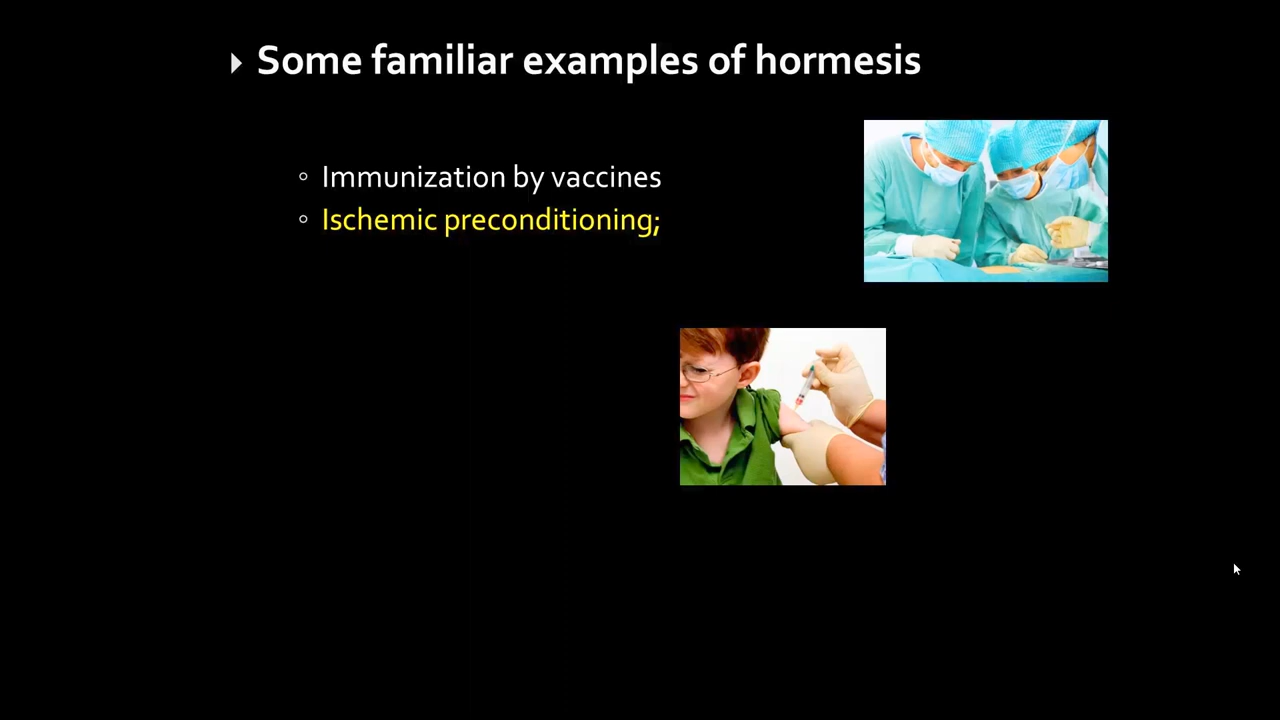 Some familiar examples of hormesis
Immunization by vaccines
Ischemic preconditioning;